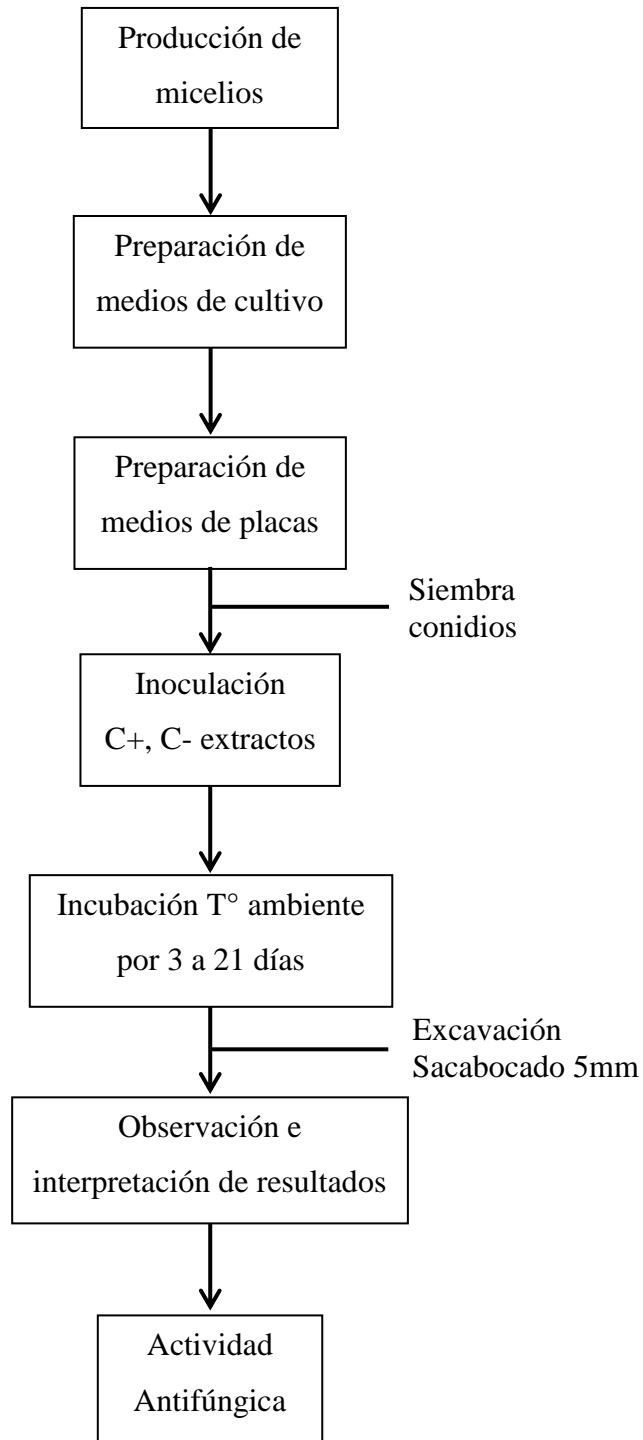 Producción de
micelios
Preparación de
medios de cultivo
Preparación de
medios de placas
Siembra
conidios
Inoculación
C+, C- extractos
Incubación T° ambiente
por 3 a 21 días
Excavación
Sacabocado 5mm
Observación e
interpretación de resultados
Actividad
Antifúngica